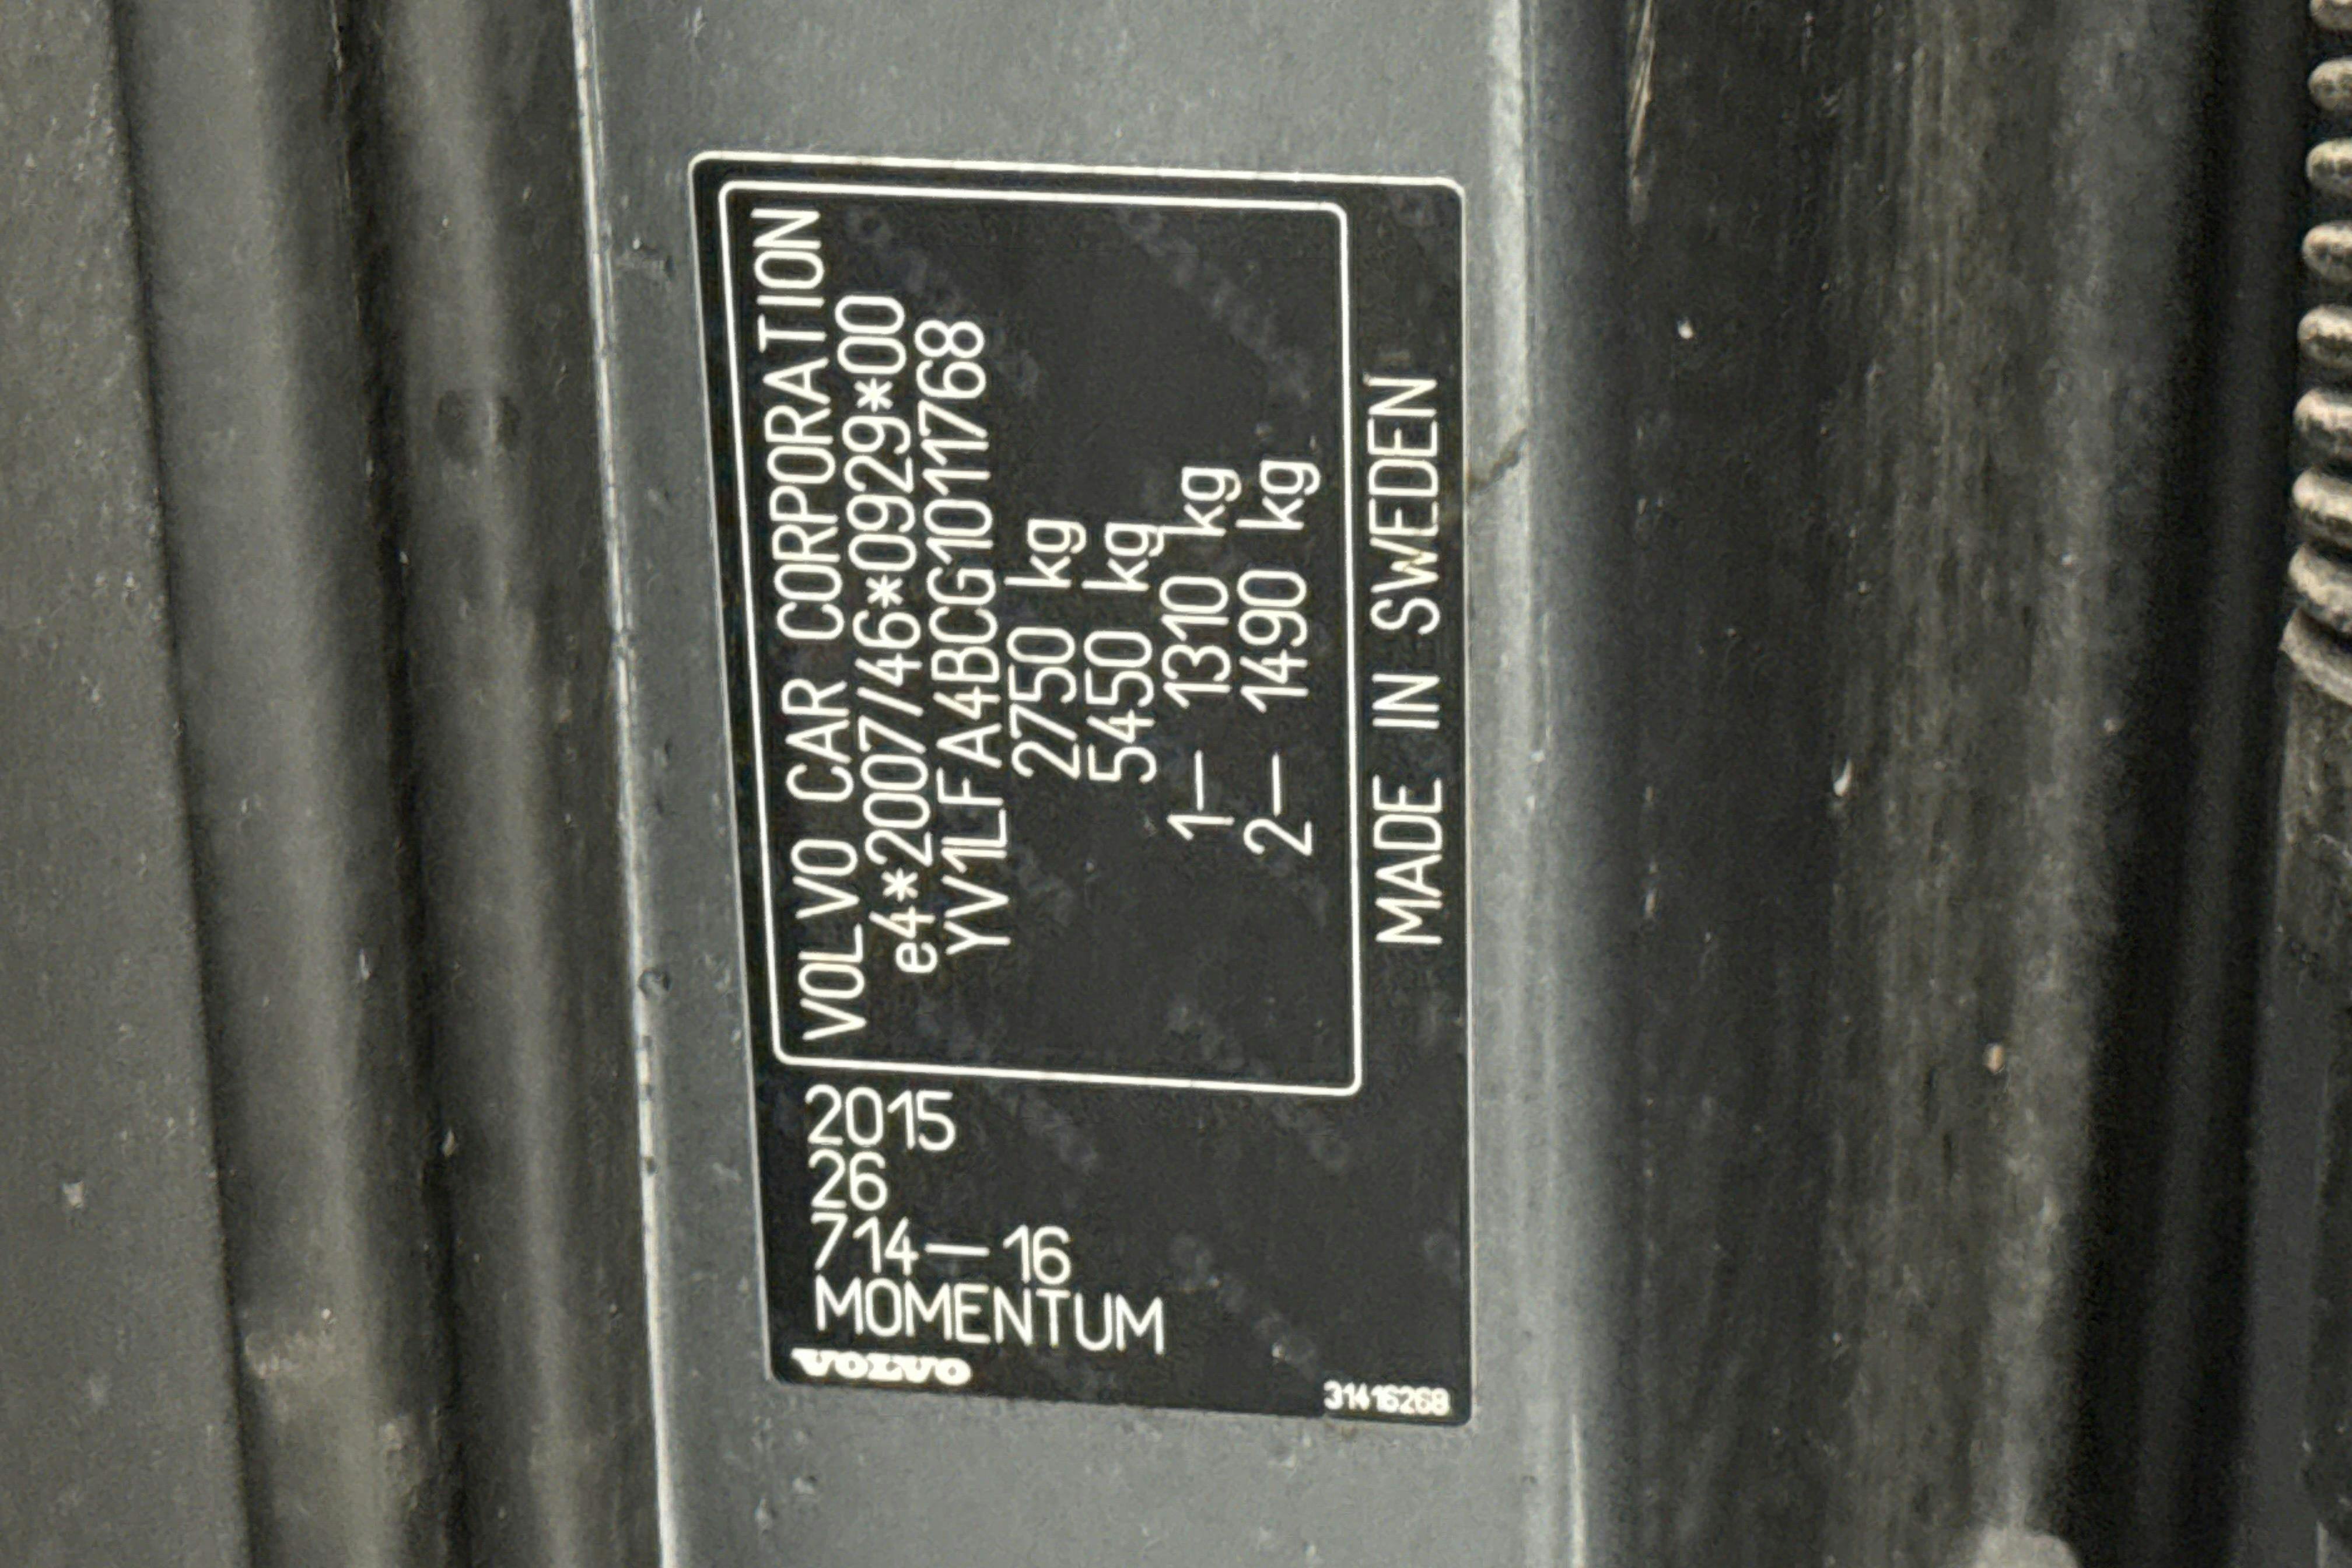 VOLVO CAR CORPORATION
e4*2007/46*0929*00
YV1LFA4BCG1011768
2750 kg
5450 kg
1- 1310 kg
2- 1490 kg
MADE IN SWEDEN
2015
26
714-16
MOMENTUM
VOLVO
31416268